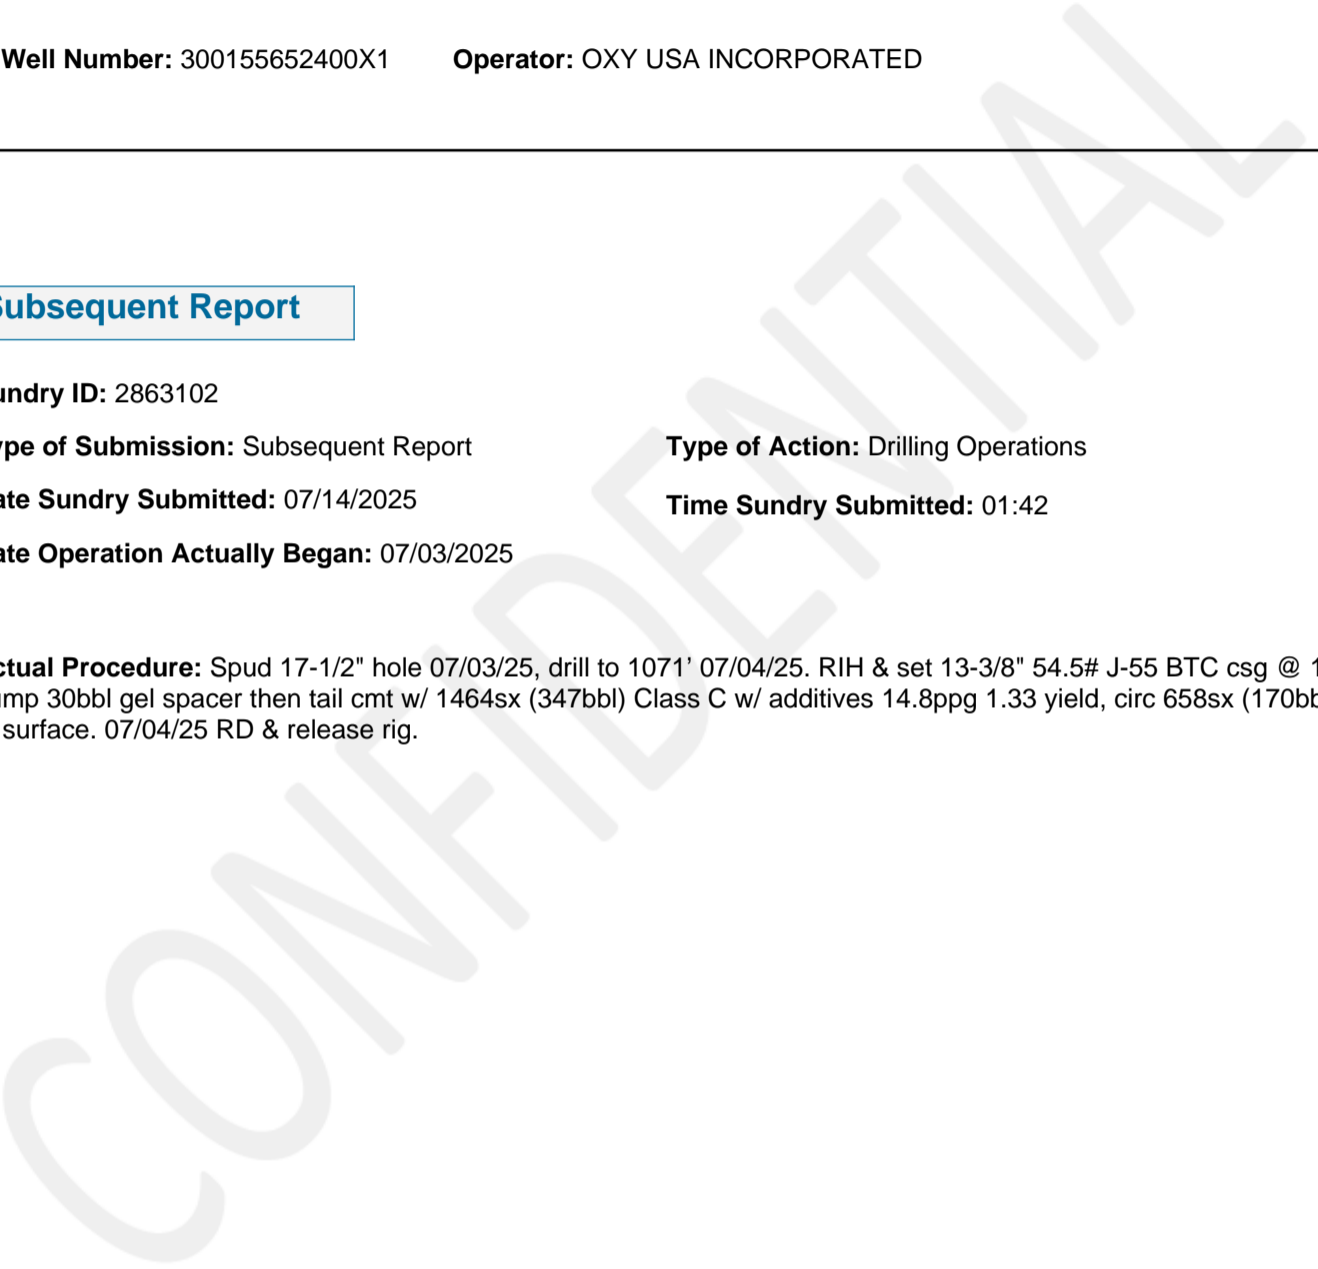 Well Number: 300155652400X1 Operator: OXY USA INCORPORATED
Subsequent Report
undry ID: 2863102
ype of Submission: Subsequent Report Type of Action: Drilling Operations
ate Sundry Submitted: 07/14/2025 Time Sundry Submitted: 01:42
ate Operation Actually Began: 07/03/2025
ctual Procedure: Spud 17-1/2" hole 07/03/25, drill to 1071’ 07/04/25. RIH & set 13-3/8" 54.5# J-55 BTC csg @ 1
mp 30bbl gel spacer then tail cmt w/ 1464sx (347bbl) Class C w/ additives 14.8ppg 1.33 yield, circ 658sx (170bb
surface. 07/04/25 RD & release rig.
CONFIDENTIAL